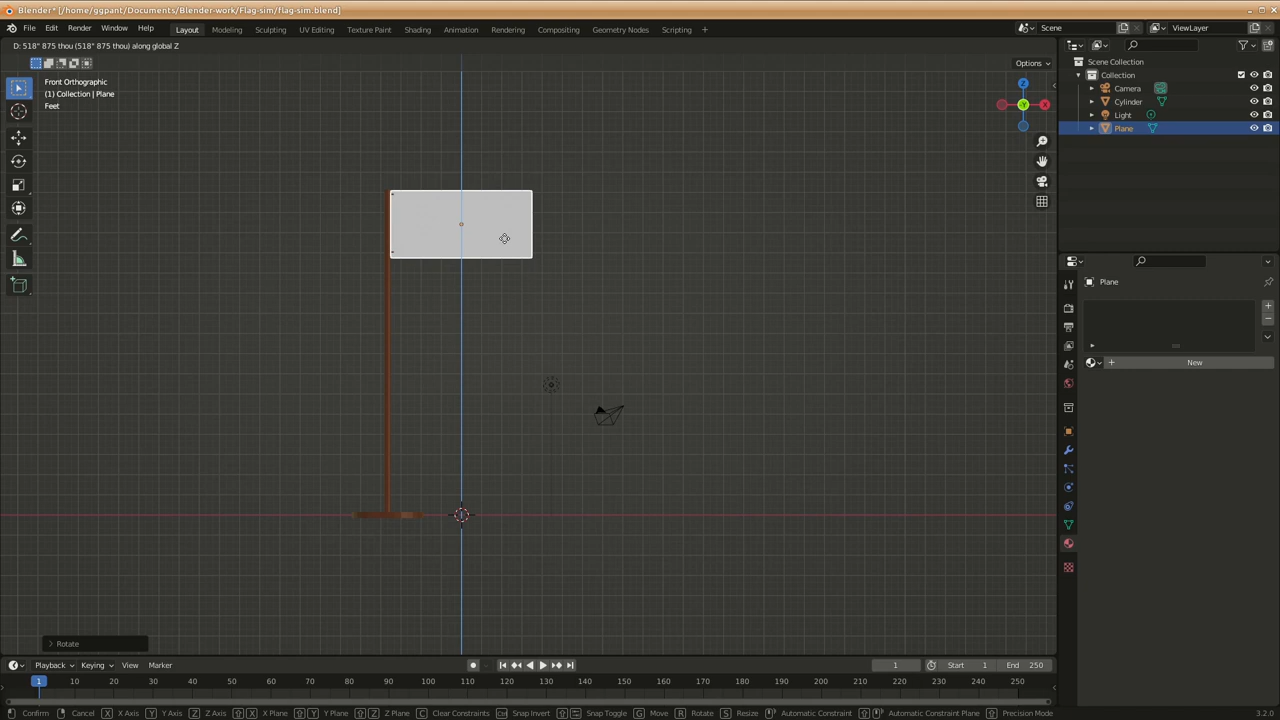 Blender* [/home/ggpant/Documents/Blender-work/Flag-sim/flag-sim.blend]
File Edit Render Window Help Layout Modeling Sculpting UV Editing Texture Paint Shading Animation Rendering Compositing Geometry Nodes Scripting + Scene ViewLayer
D: 518" 875 thou (518" 875 thou) along global Z
Options
Front Orthographic
(1) Collection | Plane
Feet
Z
Y
X
Scene Collection
Collection
Camera
Cylinder
Light
Plane
Plane
New
Rotate
Playback Keying View Marker 1 Start 1 End 250
1 10 20 30 40 50 60 70 80 90 100 110 120 130 140 150 160 170 180 190 200 210 220 230 240 250
Confirm Cancel X X Axis Y Y Axis Z Z Axis X X Plane Y Y Plane Z Z Plane C Clear Constraints Snap Invert Snap Toggle G Move R Rotate S Resize Automatic Constraint Automatic Constraint Plane Precision Mode 3.2.0